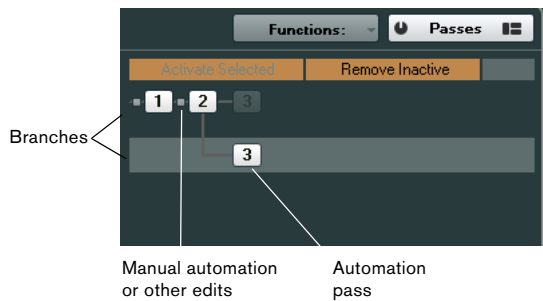 Functions: Passes
Activate Selected Remove Inactive
1 2 3
Branches
3
Manual automation
or other edits
Automation
pass